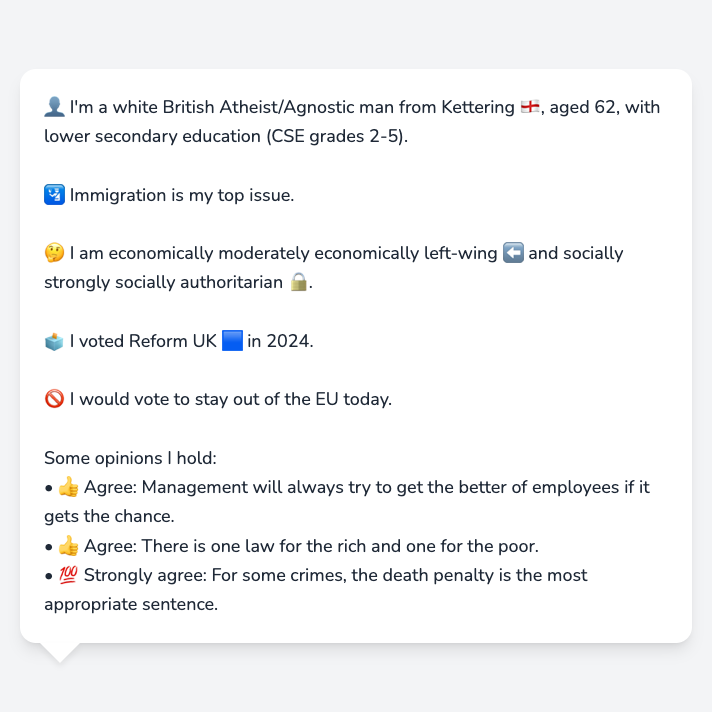 👤 I'm a white British Atheist/Agnostic man from Kettering 🏴󠁧󠁢󠁥󠁮󠁧󠁿, aged 62, with
lower secondary education (CSE grades 2-5).
🛂 Immigration is my top issue.
🤔 I am economically moderately economically left-wing ⬅️ and socially
strongly socially authoritarian 🔒.
🗳️ I voted Reform UK 🟦 in 2024.
🚫 I would vote to stay out of the EU today.
Some opinions I hold:
• 👍 Agree: Management will always try to get the better of employees if it
gets the chance.
• 👍 Agree: There is one law for the rich and one for the poor.
• 💯 Strongly agree: For some crimes, the death penalty is the most
appropriate sentence.